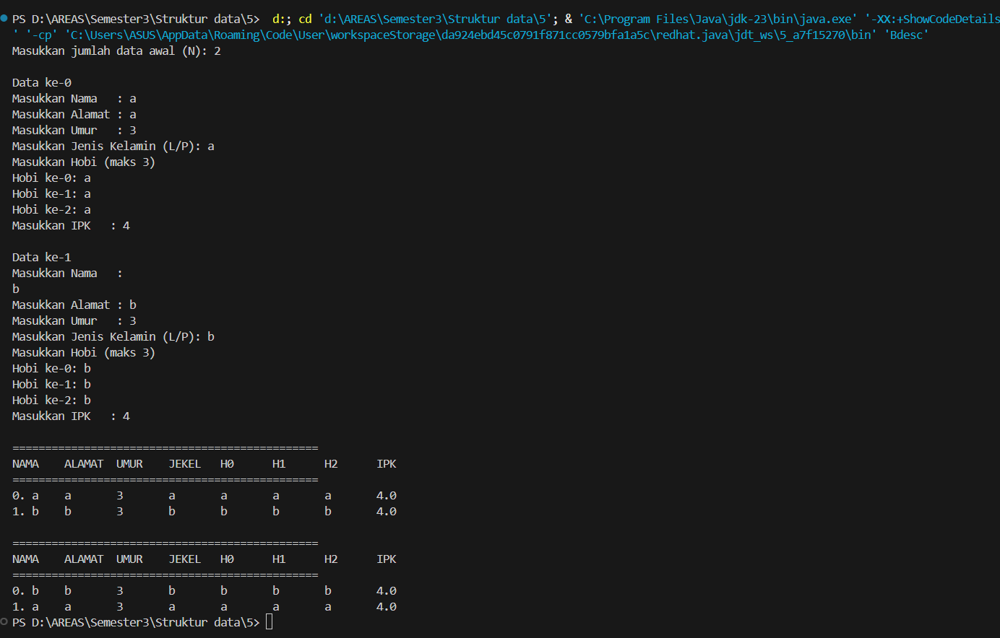 PS D:\AREAS\Semester3\Struktur data\5>  d:; cd 'd:\AREAS\Semester3\Struktur data\5'; & 'C:\Program Files\Java\jdk-23\bin\java.exe' '-XX:+ShowCodeDetails
' '-cp' 'C:\Users\ASUS\AppData\Roaming\Code\User\workspaceStorage\da924ebd45c0791f871cc0579bfa1a5c\redhat.java\jdt_ws\5_a7f15270\bin' 'Bdesc'
Masukkan jumlah data awal (N): 2
Data ke-0
Masukkan Nama   : a
Masukkan Alamat : a
Masukkan Umur   : 3
Masukkan Jenis Kelamin (L/P): a
Masukkan Hobi (maks 3)
Hobi ke-0: a
Hobi ke-1: a
Hobi ke-2: a
Masukkan IPK   : 4
Data ke-1
Masukkan Nama   :
b
Masukkan Alamat : b
Masukkan Umur   : 3
Masukkan Jenis Kelamin (L/P): b
Masukkan Hobi (maks 3)
Hobi ke-0: b
Hobi ke-1: b
Hobi ke-2: b
Masukkan IPK   : 4
===============================================
NAMA    ALAMAT  UMUR    JEKEL   H0      H1      H2      IPK
===============================================
0. a    a       3       a       a       a       a       4.0
1. b    b       3       b       b       b       b       4.0
===============================================
NAMA    ALAMAT  UMUR    JEKEL   H0      H1      H2      IPK
===============================================
0. b    b       3       b       b       b       b       4.0
1. a    a       3       a       a       a       a       4.0
PS D:\AREAS\Semester3\Struktur data\5>